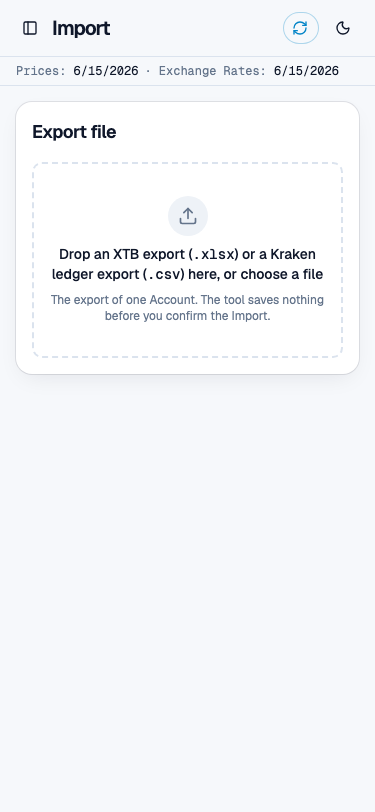 Import
Prices: 6/15/2026 · Exchange Rates: 6/15/2026
Export file
Drop an XTB export (.xlsx) or a Kraken
ledger export (.csv) here, or choose a file
The export of one Account. The tool saves nothing
before you confirm the Import.